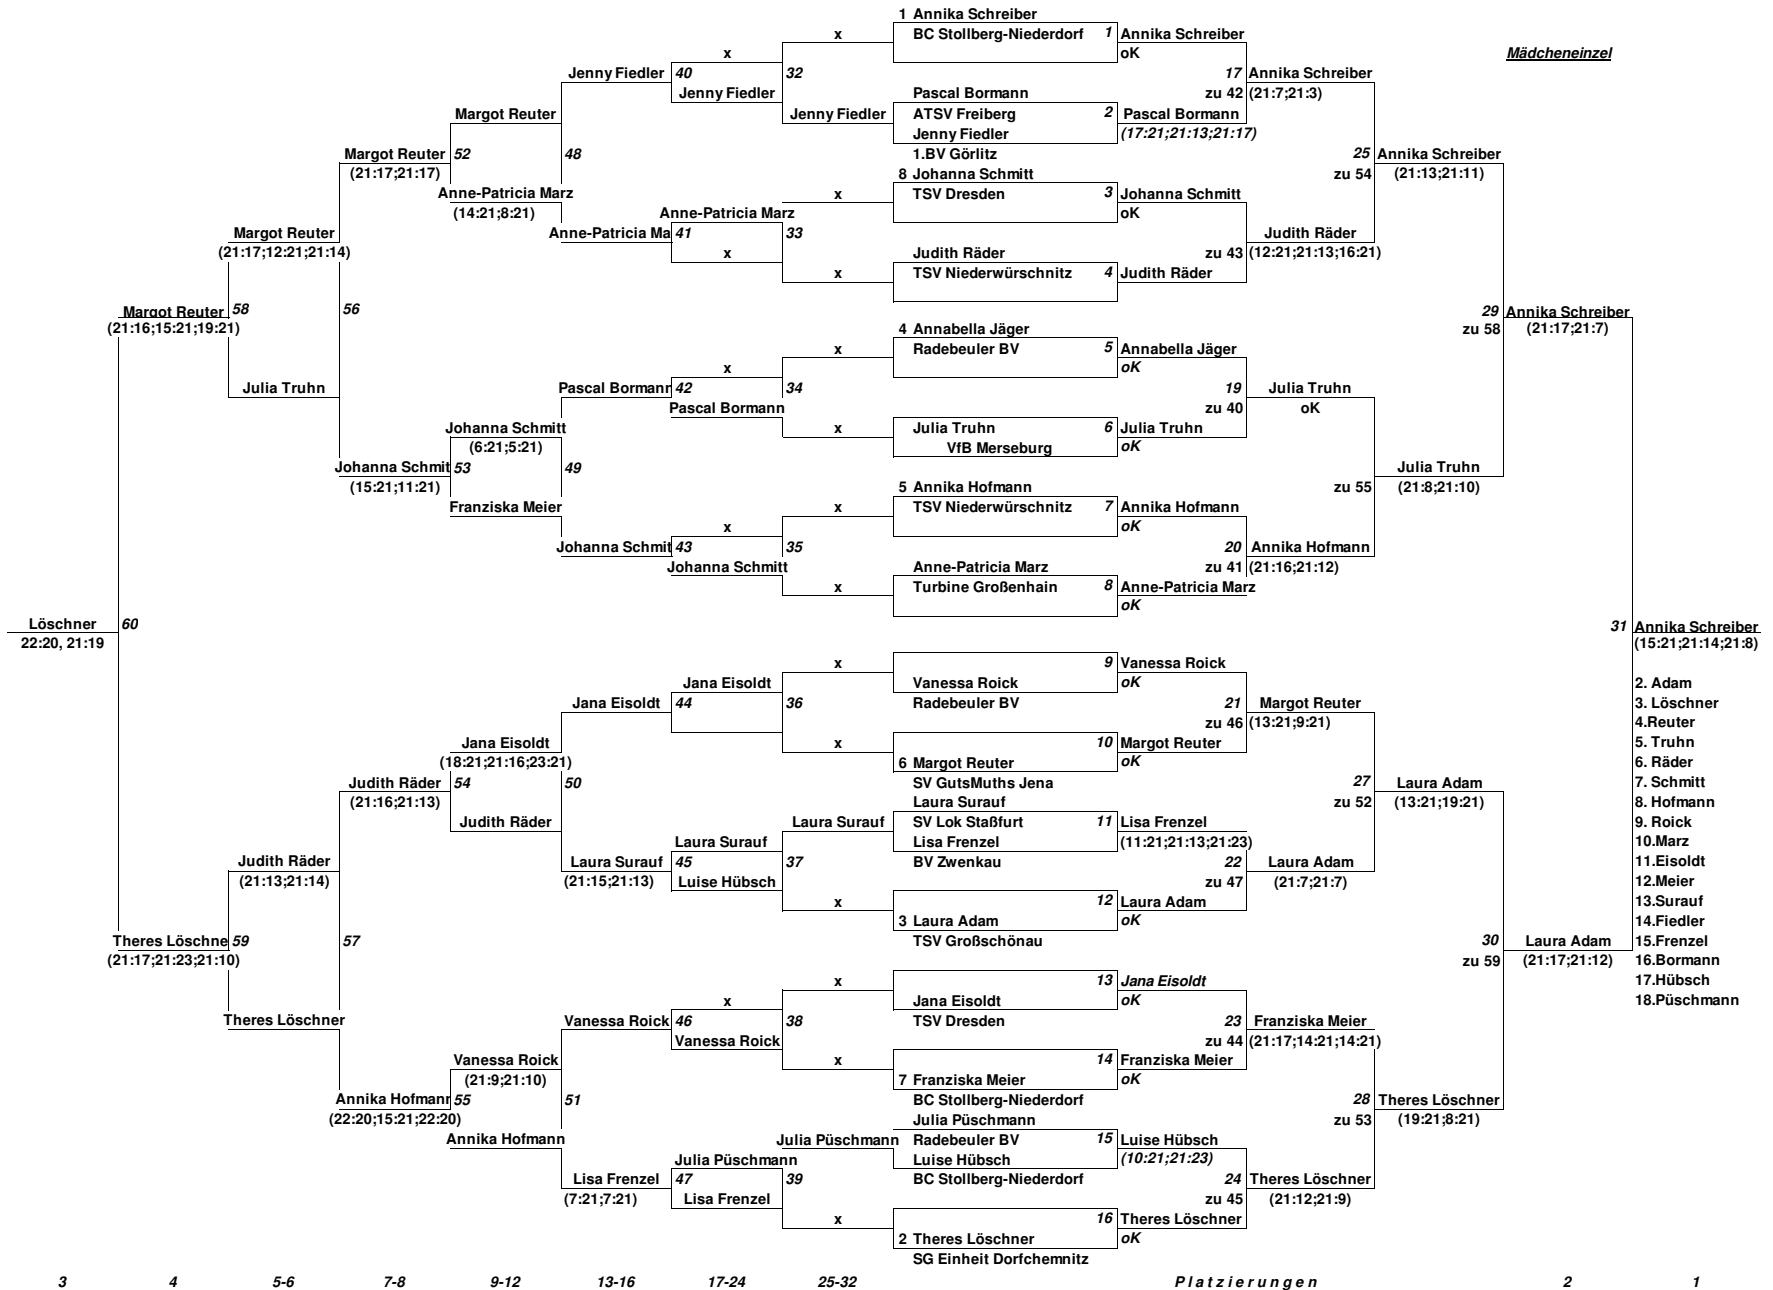 1 Annika Schreiber
x BC Stollberg-Niederdorf 1 Annika Schreiber
x oK Mädcheneinzel
Jenny Fiedler 40 32 17 Annika Schreiber
Jenny Fiedler Pascal Bormann zu 42 (21:7;21:3)
Margot Reuter Jenny Fiedler ATSV Freiberg 2 Pascal Bormann
Jenny Fiedler (17:21;21:13;21:17)
Margot Reuter 52 48 1.BV Görlitz 25 Annika Schreiber
(21:17;21:17) 8 Johanna Schmitt zu 54 (21:13;21:11)
Anne-Patricia Marz x TSV Dresden 3 Johanna Schmitt
(14:21;8:21) Anne-Patricia Marz oK
Margot Reuter Anne-Patricia Ma 41 33 Judith Räder
(21:17;12:21;21:14) x Judith Räder zu 43 (12:21;21:13;16:21)
x TSV Niederwürschnitz 4 Judith Räder
Margot Reuter 58 56 29 Annika Schreiber
(21:16;15:21;19:21) 4 Annabella Jäger zu 58 (21:17;21:7)
x Radebeuler BV 5 Annabella Jäger
x oK
Julia Truhn Pascal Bormann 42 34 19 Julia Truhn
Pascal Bormann zu 40 oK
Johanna Schmitt x Julia Truhn 6 Julia Truhn
(6:21;5:21) VfB Merseburg oK
Johanna Schmit 53 49 Julia Truhn
(15:21;11:21) 5 Annika Hofmann zu 55 (21:8;21:10)
Franziska Meier x TSV Niederwürschnitz 7 Annika Hofmann
x oK
Johanna Schmit 43 35 20 Annika Hofmann
Johanna Schmitt Anne-Patricia Marz zu 41 (21:16;21:12)
x Turbine Großenhain 8 Anne-Patricia Marz
oK
Löschner 60 31 Annika Schreiber
22:20, 21:19 (15:21;21:14;21:8)
x 9 Vanessa Roick
Jana Eisoldt Vanessa Roick oK 2. Adam
Jana Eisoldt 44 36 Radebeuler BV 21 Margot Reuter 3. Löschner
zu 46 (13:21;9:21) 4.Reuter
Jana Eisoldt x 10 Margot Reuter 5. Truhn
(18:21;21:16;23:21) 6 Margot Reuter oK 6. Räder
Judith Räder 54 50 SV GutsMuths Jena 27 Laura Adam 7. Schmitt
(21:16;21:13) Laura Surauf zu 52 (13:21;19:21) 8. Hofmann
Judith Räder Laura Surauf SV Lok Staßfurt 11 Lisa Frenzel 9. Roick
Laura Surauf Lisa Frenzel (11:21;21:13;21:23) 10.Marz
Judith Räder Laura Surauf 45 37 BV Zwenkau 22 Laura Adam 11.Eisoldt
(21:13;21:14) (21:15;21:13) Luise Hübsch zu 47 (21:7;21:7) 12.Meier
x 12 Laura Adam 13.Surauf
3 Laura Adam oK 14.Fiedler
Theres Löschne 59 57 TSV Großschönau 30 Laura Adam 15.Frenzel
(21:17;21:23;21:10) zu 59 (21:17;21:12) 16.Bormann
x 13 Jana Eisoldt 17.Hübsch
x Jana Eisoldt oK 18.Püschmann
Theres Löschner Vanessa Roick 46 38 TSV Dresden 23 Franziska Meier
Vanessa Roick zu 44 (21:17;14:21;14:21)
Vanessa Roick x 14 Franziska Meier
(21:9;21:10) 7 Franziska Meier oK
Annika Hofmann 55 51 BC Stollberg-Niederdorf 28 Theres Löschner
(22:20;15:21;22:20) Julia Püschmann zu 53 (19:21;8:21)
Annika Hofmann Julia Püschmann Radebeuler BV 15 Luise Hübsch
Julia Püschmann Luise Hübsch (10:21;21:23)
Lisa Frenzel 47 39 BC Stollberg-Niederdorf 24 Theres Löschner
(7:21;7:21) Lisa Frenzel zu 45 (21:12;21:9)
x 16 Theres Löschner
2 Theres Löschner oK
SG Einheit Dorfchemnitz
3 4 5-6 7-8 9-12 13-16 17-24 25-32 Platzierungen 2 1